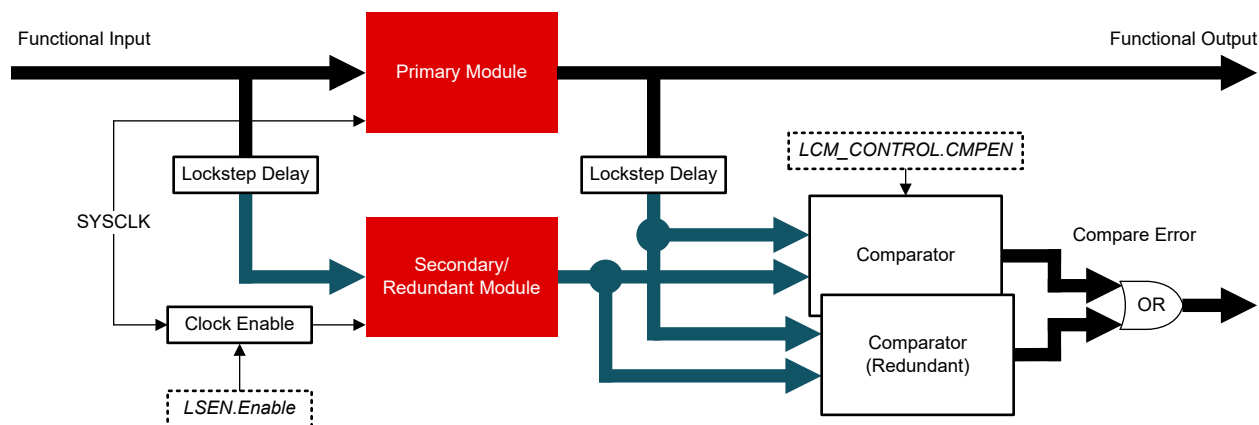 Functional Input
Functional Output
Primary Module
LCM_CONTROL.CMPEN
Lockstep Delay
Lockstep Delay
SYSCLK
Secondary/
Redundant Module
Comparator
Compare Error
Clock Enable
OR
Comparator
(Redundant)
LSEN.Enable